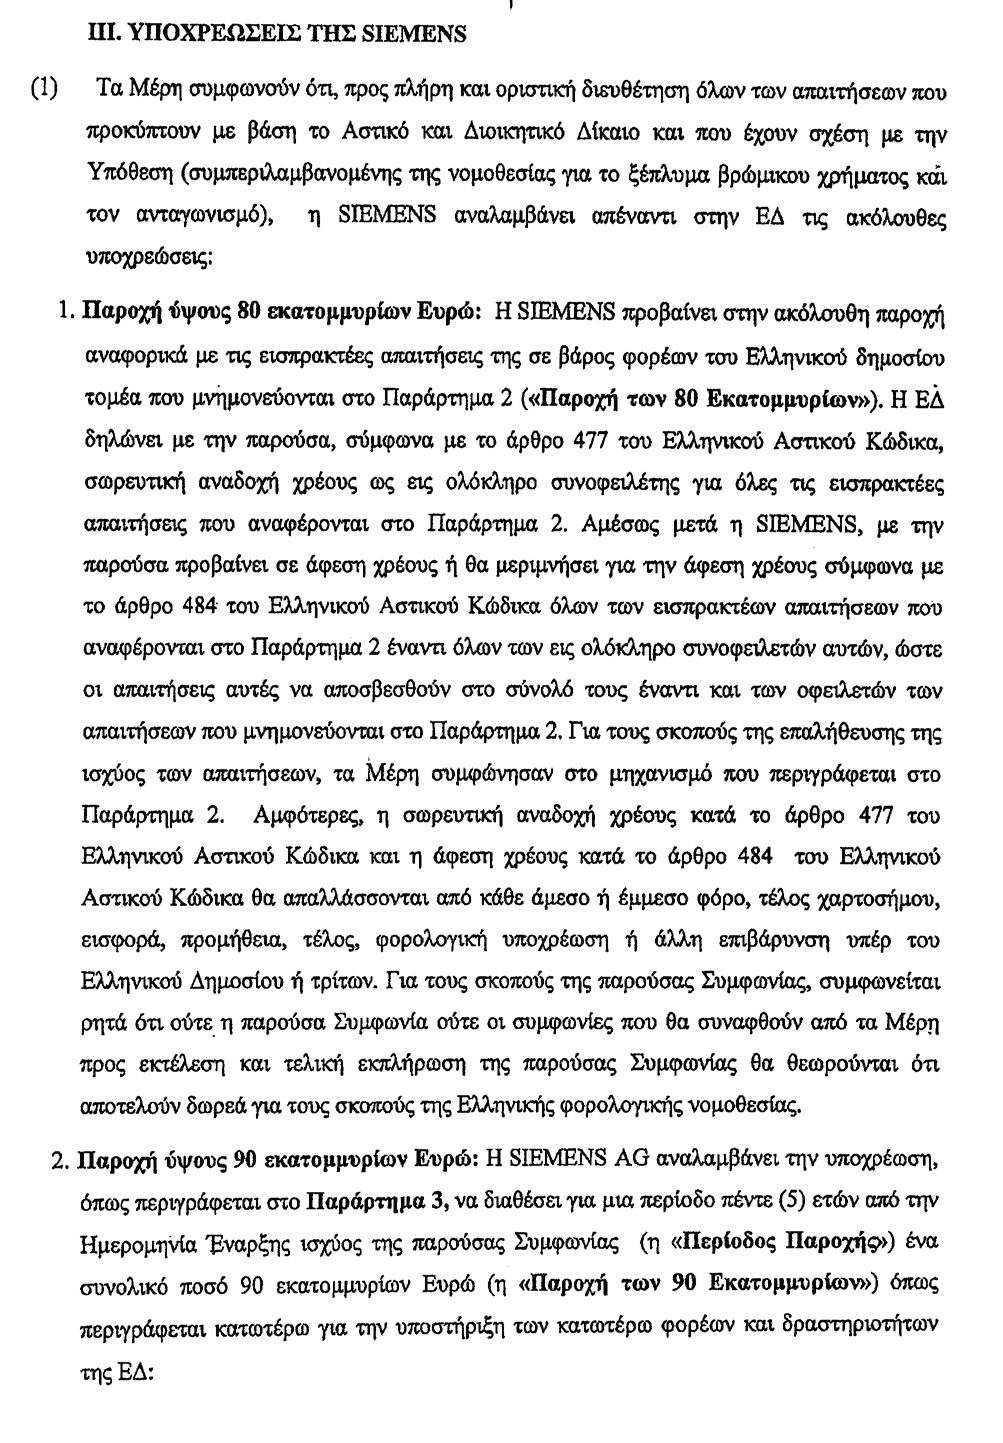 III. ΥΠΟΧΡΕΩΣΕΙΣ ΤΗΣ SIEMENS
(1) Τα Μέρη συμφωνούν ότι, προς πλήρη και οριστική διευθέτηση όλων των απαιτήσεων που
προκύπτουν με βάση το Αστικό και Διοικητικό Δίκαιο και που έχουν σχέση με την
Υπόθεση (συμπεριλαμβανομένης της νομοθεσίας για το ξέπλυμα βρώμικου χρήματος και
τον ανταγωνισμό), η SIEMENS αναλαμβάνει απέναντι στην ΕΔ τις ακόλουθες
υποχρεώσεις:
1. Παροχή ύψους 80 εκατομμυρίων Ευρώ: Η SIEMENS προβαίνει στην ακόλουθη παροχή
αναφορικά με τις εισπρακτέες απαιτήσεις της σε βάρος φορέων του Ελληνικού δημοσίου
τομέα που μνημονεύονται στο Παράρτημα 2 («Παροχή των 80 Εκατομμυρίων»). Η ΕΔ
δηλώνει με την παρούσα, σύμφωνα με το άρθρο 477 του Ελληνικού Αστικού Κώδικα,
σωρευτική αναδοχή χρέους ως εις ολόκληρο συνοφειλέτης για όλες τις εισπρακτέες
απαιτήσεις που αναφέρονται στο Παράρτημα 2. Αμέσως μετά η SIEMENS, με την
παρούσα προβαίνει σε άφεση χρέους ή θα μεριμνήσει για την άφεση χρέους σύμφωνα με
το άρθρο 484 του Ελληνικού Αστικού Κώδικα όλων των εισπρακτέων απαιτήσεων που
αναφέρονται στο Παράρτημα 2 έναντι όλων των εις ολόκληρο συνοφειλετών αυτών, ώστε
οι απαιτήσεις αυτές να αποσβεσθούν στο σύνολό τους έναντι και των οφειλετών των
απαιτήσεων που μνημονεύονται στο Παράρτημα 2. Για τους σκοπούς της επαλήθευσης της
ισχύος των απαιτήσεων, τα Μέρη συμφώνησαν στο μηχανισμό που περιγράφεται στο
Παράρτημα 2. Αμφότερες, η σωρευτική αναδοχή χρέους κατά το άρθρο 477 του
Ελληνικού Αστικού Κώδικα και η άφεση χρέους κατά το άρθρο 484 του Ελληνικού
Αστικού Κώδικα θα απαλλάσσονται από κάθε άμεσο ή έμμεσο φόρο, τέλος χαρτοσήμου,
εισφορά, προμήθεια, τέλος, φορολογική υποχρέωση ή άλλη επιβάρυνση υπέρ του
Ελληνικού Δημοσίου ή τρίτων. Για τους σκοπούς της παρούσας Συμφωνίας, συμφωνείται
ρητά ότι ούτε η παρούσα Συμφωνία ούτε οι συμφωνίες που θα συναφθούν από τα Μέρη
προς εκτέλεση και τελική εκπλήρωση της παρούσας Συμφωνίας θα θεωρούνται ότι
αποτελούν δωρεά για τους σκοπούς της Ελληνικής φορολογικής νομοθεσίας.
2. Παροχή ύψους 90 εκατομμυρίων Ευρώ: Η SIEMENS AG αναλαμβάνει την υποχρέωση,
όπως περιγράφεται στο Παράρτημα 3, να διαθέσει για μια περίοδο πέντε (5) ετών από την
Ημερομηνία Έναρξης ισχύος της παρούσας Συμφωνίας (η «Περίοδος Παροχής») ένα
συνολικό ποσό 90 εκατομμυρίων Ευρώ (η «Παροχή των 90 Εκατομμυρίων») όπως
περιγράφεται κατωτέρω για την υποστήριξη των κατωτέρω φορέων και δραστηριοτήτων
της ΕΔ: